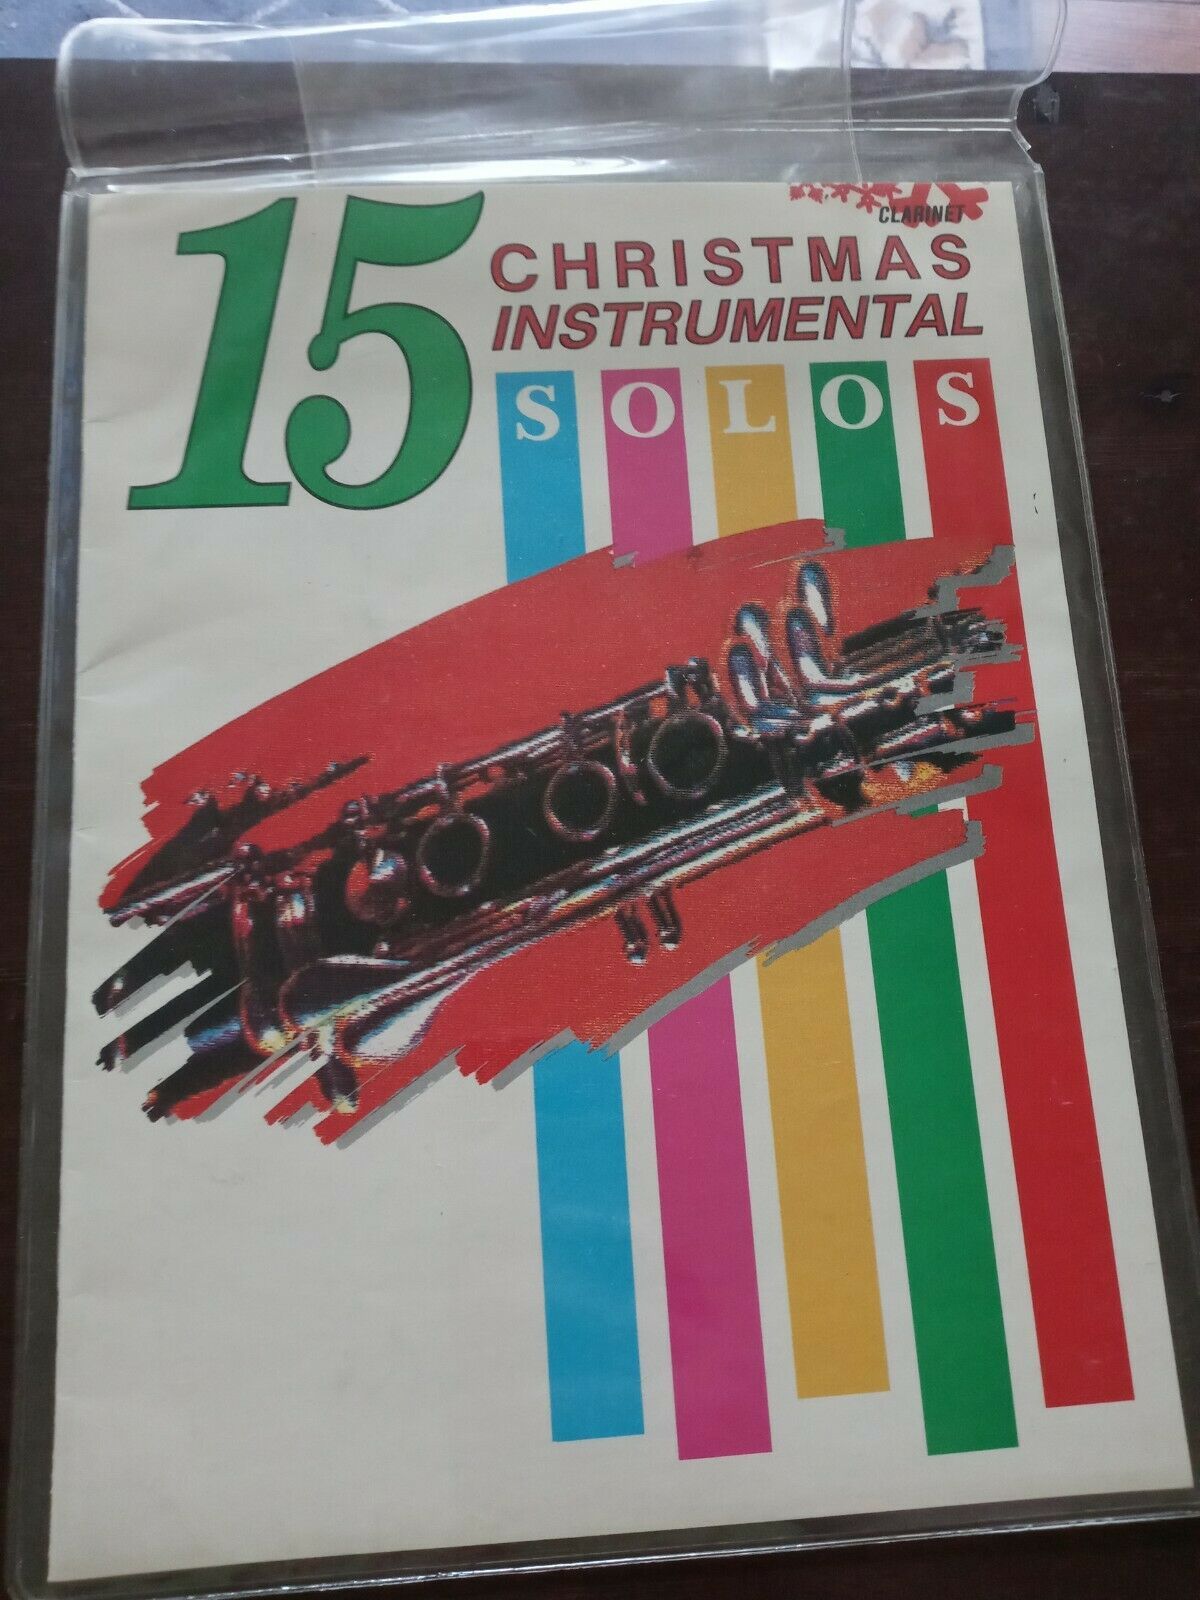 CLARINET
15
CHRISTMAS
INSTRUMENTAL
SOLOS